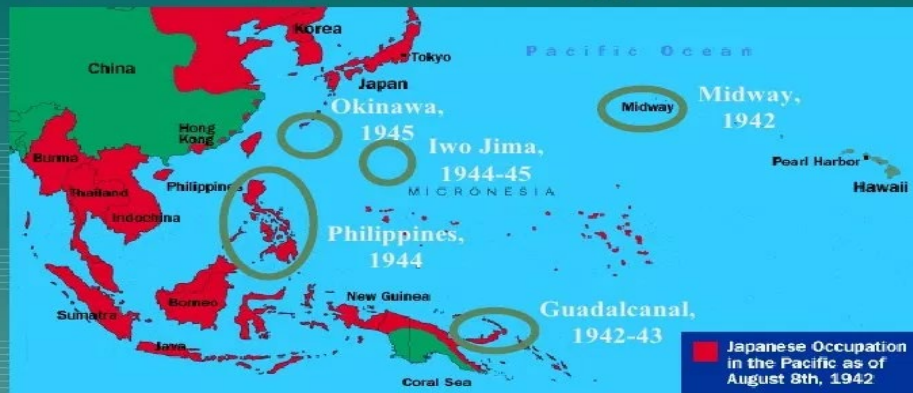 Korea
Pacific Ocean
China
Tokyo
Japan
Okinawa,
1945
Midway
Midway,
1942
Hong
Kong
Iwo Jima,
1944-45
Burma
Pearl Harbor
Hawaii
Thailand
Philippines
MICRONESIA
Indochina
Philippines,
1944
New Guinea
Borneo
Sumatra
Guadalcanal,
1942-43
Java
Coral Sea
Japanese Occupation
in the Pacific as of
August 8th, 1942